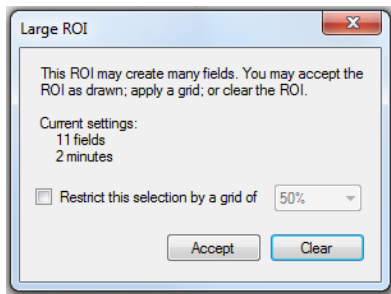 Large ROI
This ROI may create many fields. You may accept the
ROI as drawn; apply a grid; or clear the ROI.
Current settings:
11 fields
2 minutes
Restrict this selection by a grid of 50%
Accept Clear